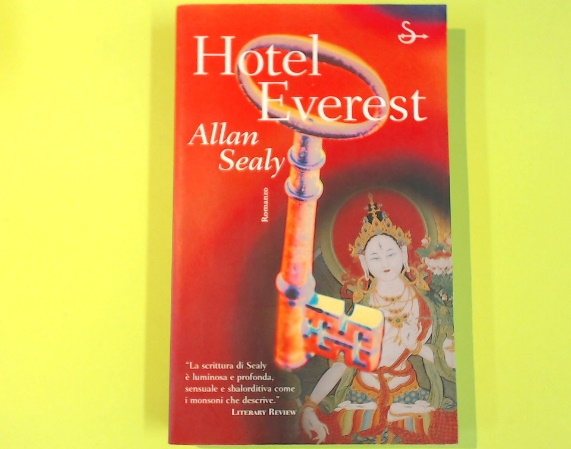 Hotel
Everest
Allan
Sealy
Romanzo
"La scrittura di Sealy
è luminosa e profonda,
sensuale e sbalorditiva come
i monsoni che descrive."
LITERARY REVIEW